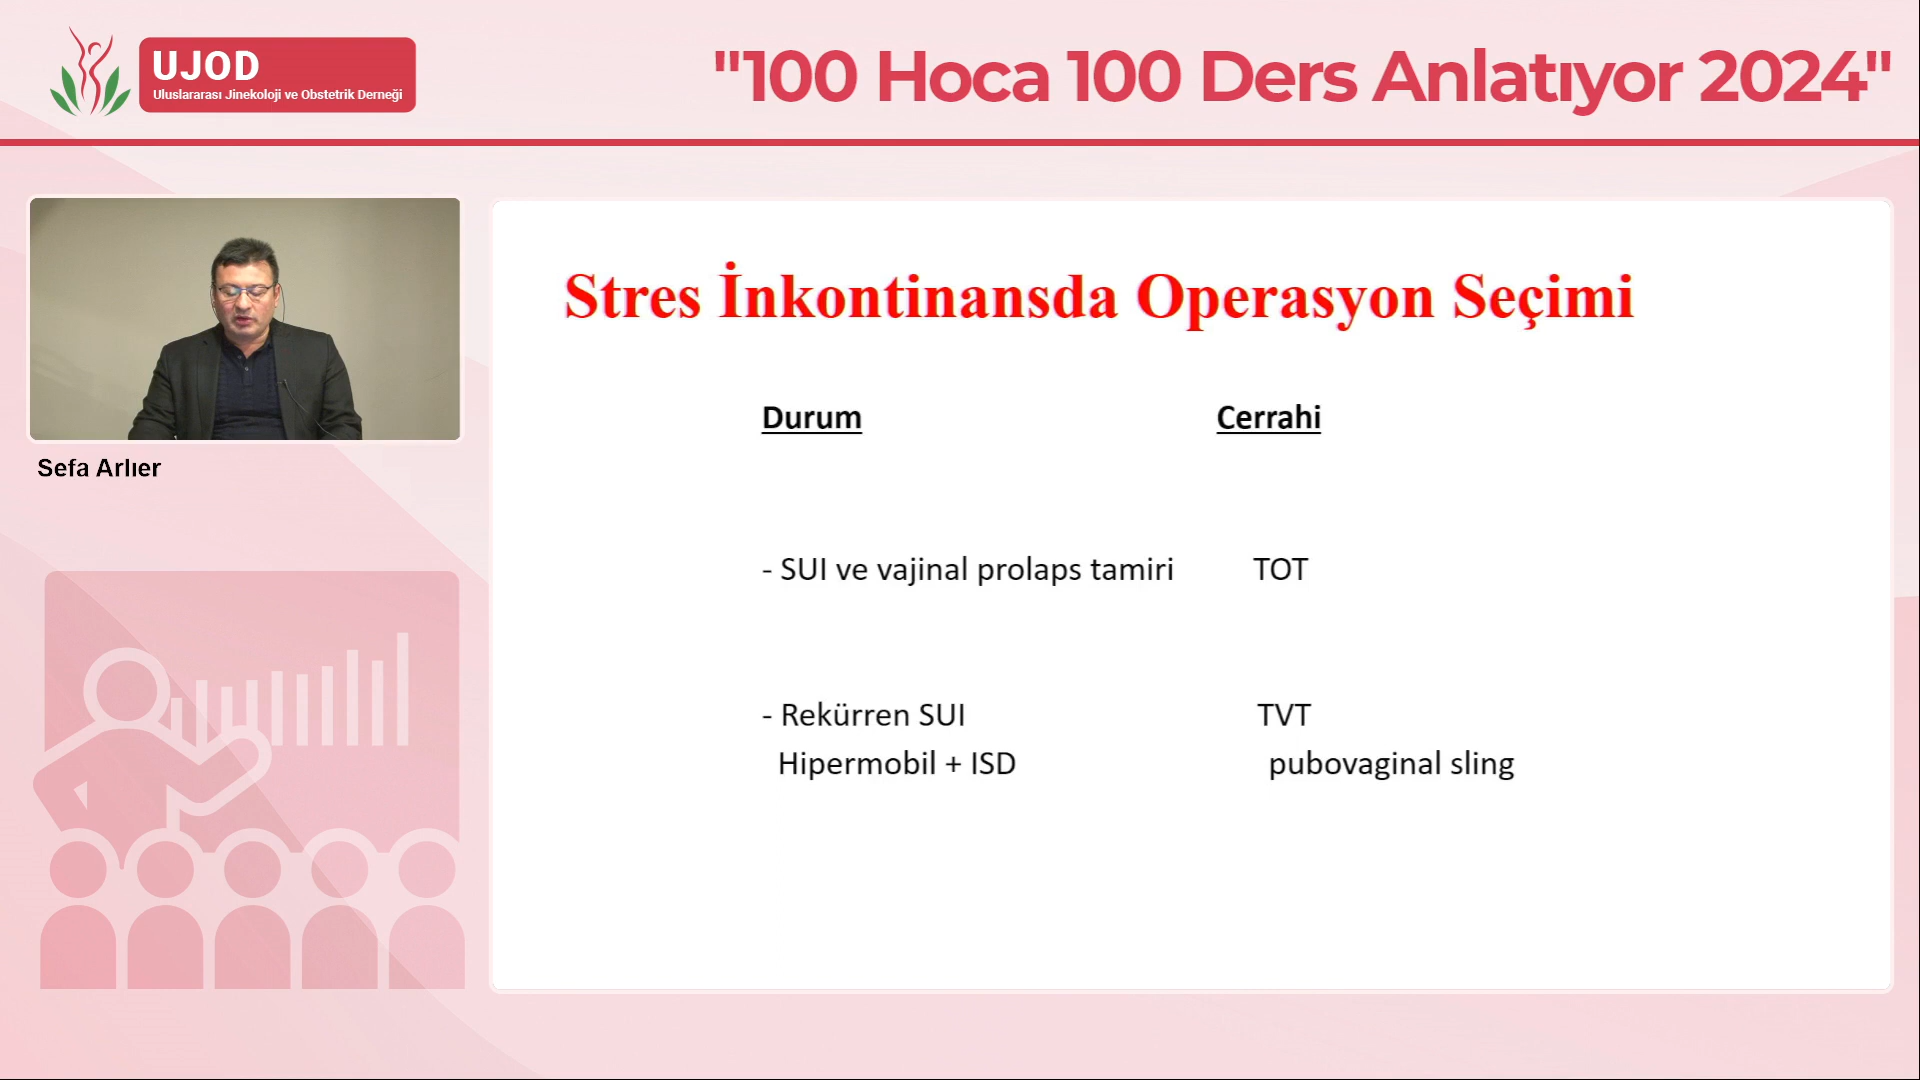 UJOD
Uluslararası Jinekoloji ve Obstetrik Derneği
"100 Hoca 100 Ders Anlatıyor 2024"
Sefa Arlıer
Stres İnkontinansda Operasyon Seçimi
Durum Cerrahi
- SUI ve vajinal prolaps tamiri TOT
- Rekürren SUI TVT
Hipermobil + ISD pubovaginal sling